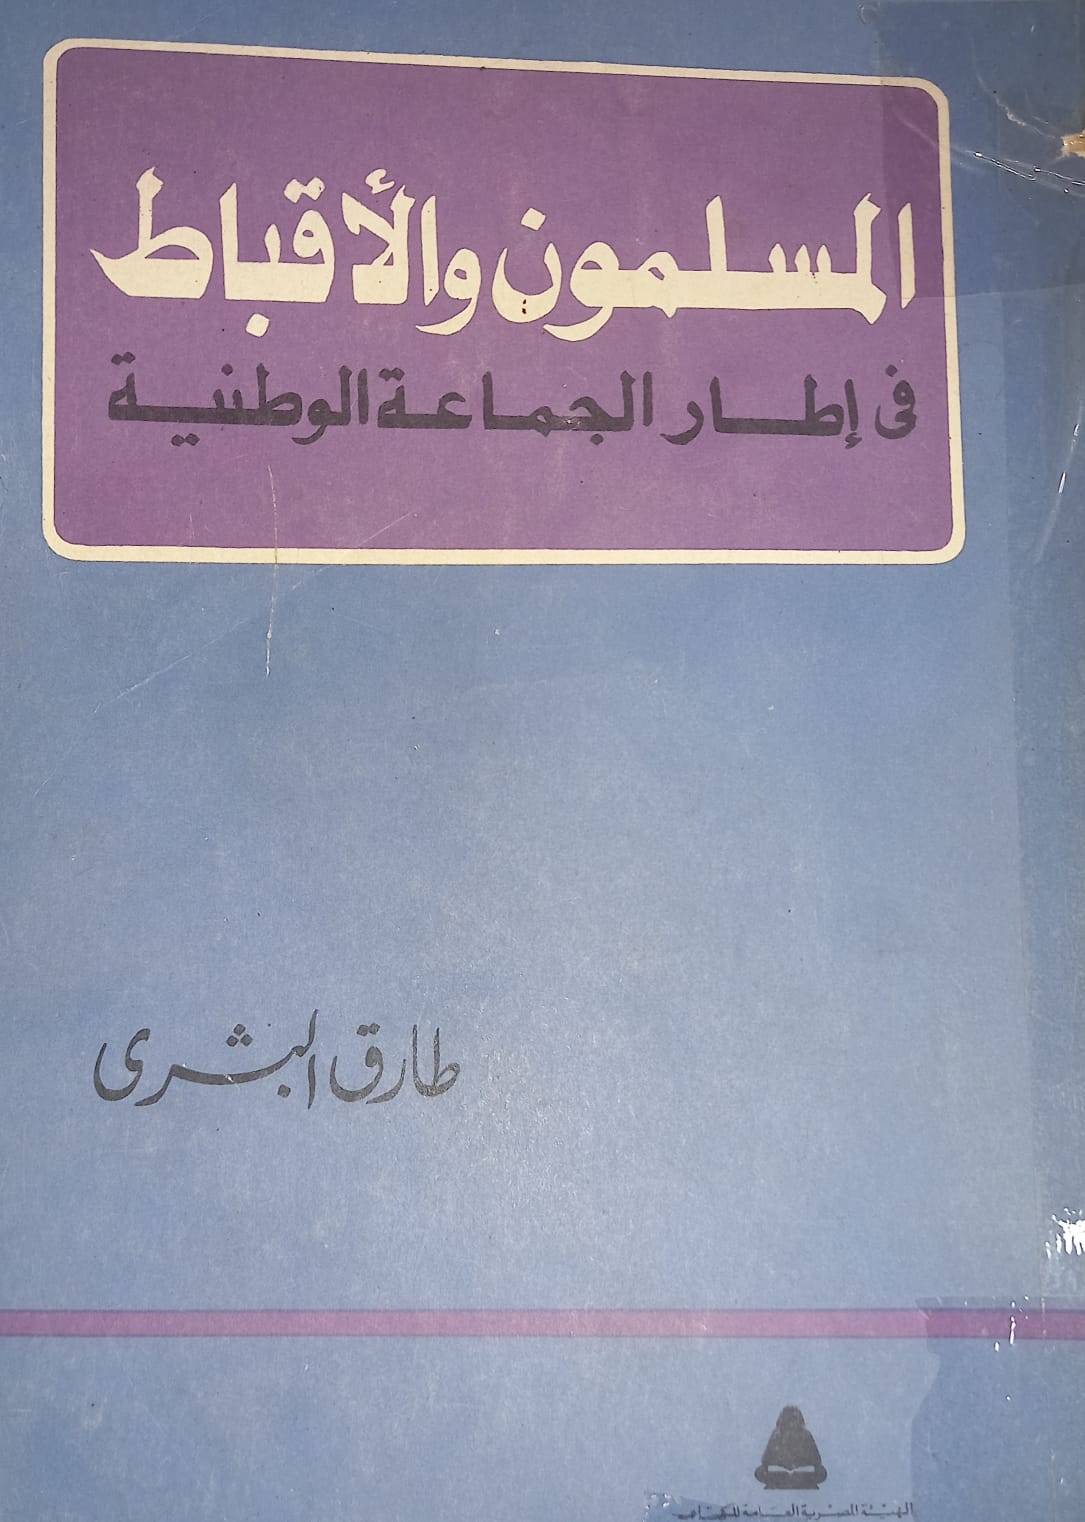 المسلمون والأقباط
فى إطار الجماعة الوطنية
طارق البشرى
الهيئة المصرية العامة للكتاب